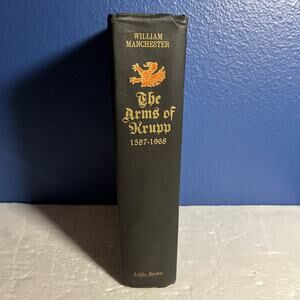 WILLIAM
MANCHESTER
The
Arms of
Krupp
1587-1968
Little, Brown